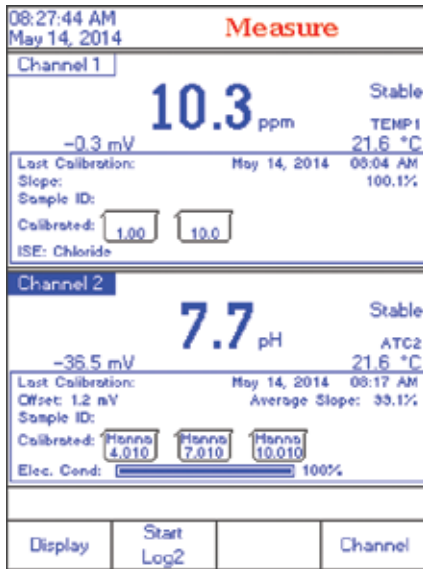 08:27:44 AM
May 14, 2014
Measure
Channel 1
10.3 ppm
Stable
TEMP1
-0.3 mV
21.6 °C
Last Calibration: May 14, 2014 08:04 AM
Slope: 100.1%
Sample ID:
Calibrated: 1.00 10.0
ISE: Chloride
Channel 2
7.7 pH
Stable
ATC2
-36.5 mV
21.6 °C
Last Calibration: May 14, 2014 08:17 AM
Offset: 1.2 mV Average Slope: 99.1%
Sample ID:
Calibrated: Hanna 4.010 Hanna 7.010 Hanna 10.010
Elec. Cond: 100%
Display
Start Log2
Channel